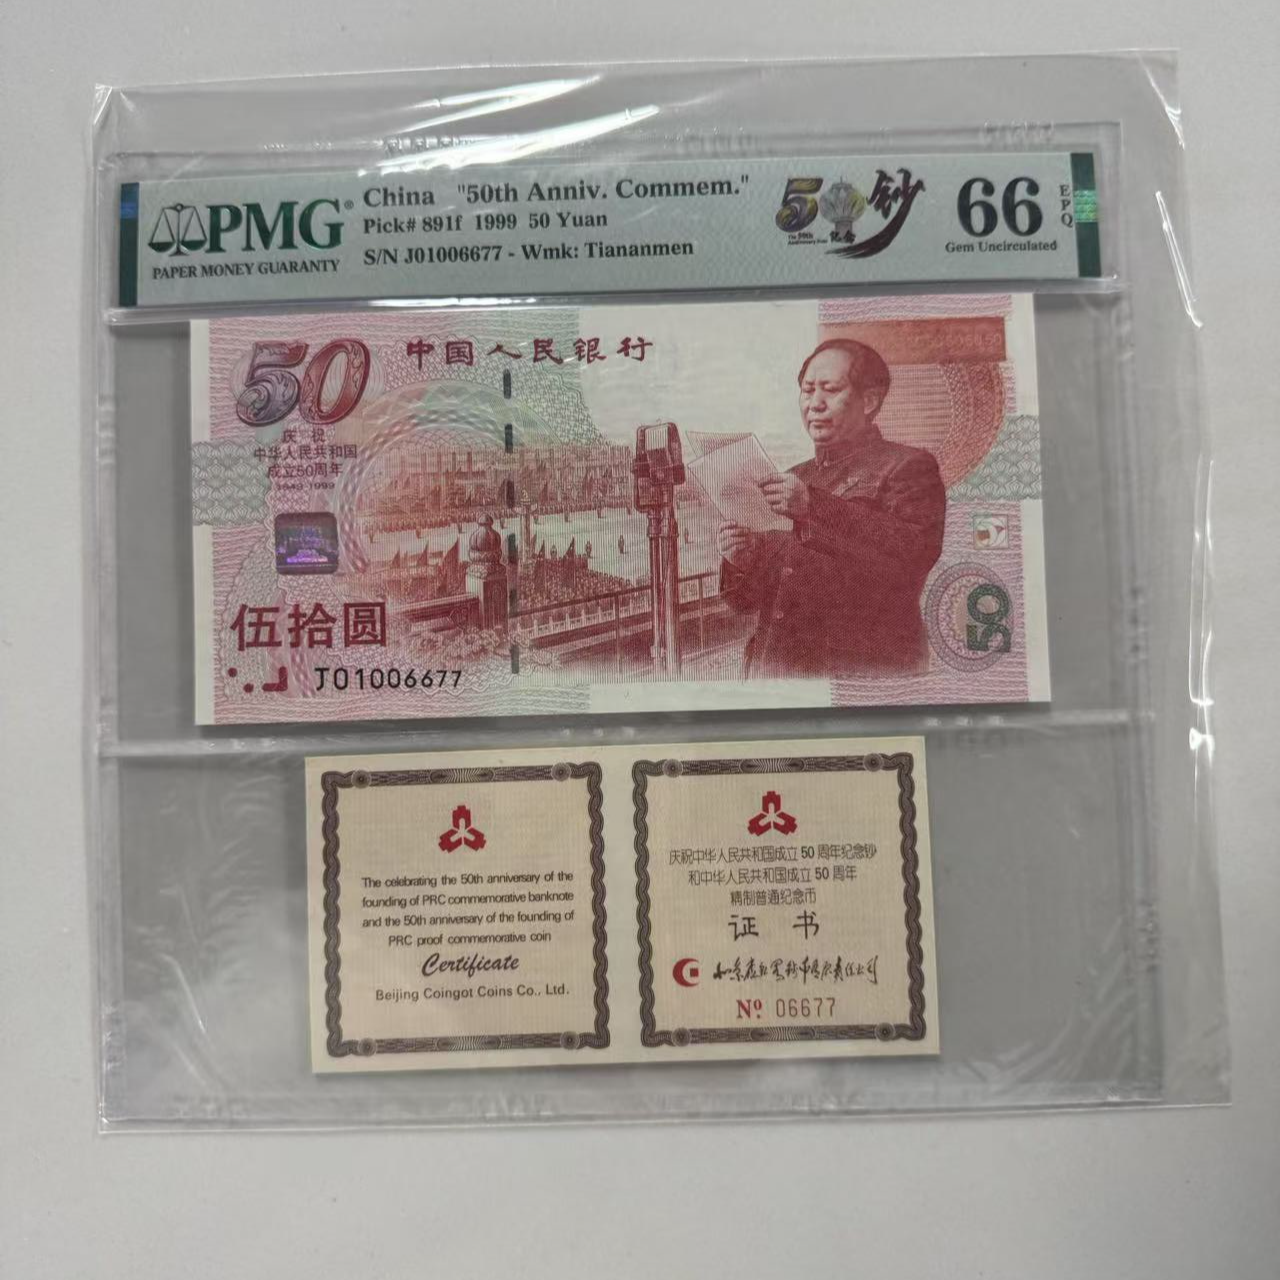 PMG®
PAPER MONEY GUARANTY
China "50th Anniv. Commem."
Pick# 891f 1999 50 Yuan
S/N J01006677 - Wmk: Tiananmen
50钞
纪念
66
EPQ
Gem Uncirculated
50
中国人民银行
庆祝
中华人民共和国
成立50周年
1949-1999
伍拾圆
J01006677
50
The celebrating the 50th anniversary of the
founding of PRC commemorative banknote
and the 50th anniversary of the founding of
PRC proof commemorative coin
Certificate
Beijing Coingot Coins Co., Ltd.
庆祝中华人民共和国成立50周年纪念钞
和中华人民共和国成立50周年
精制普通纪念币
证书
Nº 06677